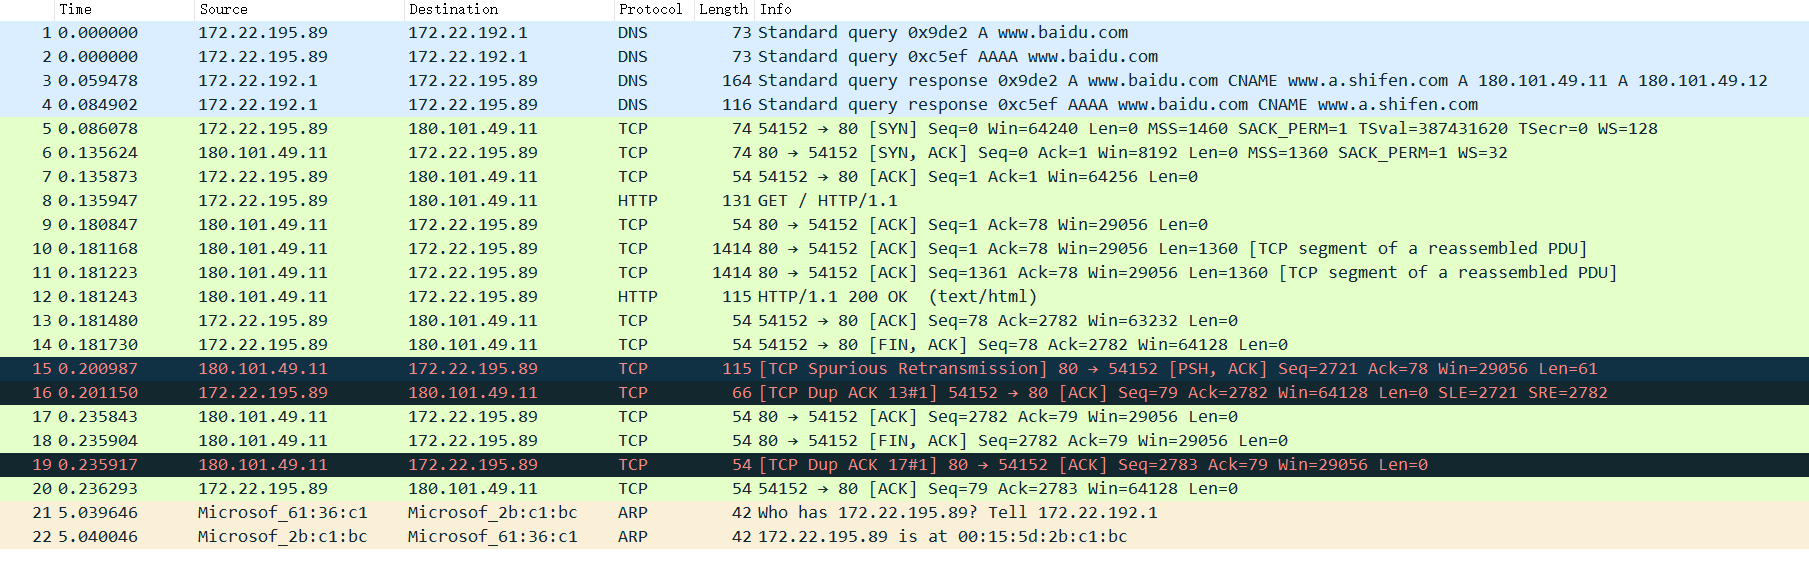 Time Source Destination Protocol Length Info
1 0.000000 172.22.195.89 172.22.192.1 DNS 73 Standard query 0x9de2 A www.baidu.com
2 0.000000 172.22.195.89 172.22.192.1 DNS 73 Standard query 0xc5ef AAAA www.baidu.com
3 0.059478 172.22.192.1 172.22.195.89 DNS 164 Standard query response 0x9de2 A www.baidu.com CNAME www.a.shifen.com A 180.101.49.11 A 180.101.49.12
4 0.084902 172.22.192.1 172.22.195.89 DNS 116 Standard query response 0xc5ef AAAA www.baidu.com CNAME www.a.shifen.com
5 0.086078 172.22.195.89 180.101.49.11 TCP 74 54152 → 80 [SYN] Seq=0 Win=64240 Len=0 MSS=1460 SACK_PERM=1 TSval=387431620 TSecr=0 WS=128
6 0.135624 180.101.49.11 172.22.195.89 TCP 74 80 → 54152 [SYN, ACK] Seq=0 Ack=1 Win=8192 Len=0 MSS=1360 SACK_PERM=1 WS=32
7 0.135873 172.22.195.89 180.101.49.11 TCP 54 54152 → 80 [ACK] Seq=1 Ack=1 Win=64256 Len=0
8 0.135947 172.22.195.89 180.101.49.11 HTTP 131 GET / HTTP/1.1
9 0.180847 180.101.49.11 172.22.195.89 TCP 54 80 → 54152 [ACK] Seq=1 Ack=78 Win=29056 Len=0
10 0.181168 180.101.49.11 172.22.195.89 TCP 1414 80 → 54152 [ACK] Seq=1 Ack=78 Win=29056 Len=1360 [TCP segment of a reassembled PDU]
11 0.181223 180.101.49.11 172.22.195.89 TCP 1414 80 → 54152 [ACK] Seq=1361 Ack=78 Win=29056 Len=1360 [TCP segment of a reassembled PDU]
12 0.181243 180.101.49.11 172.22.195.89 HTTP 115 HTTP/1.1 200 OK  (text/html)
13 0.181480 172.22.195.89 180.101.49.11 TCP 54 54152 → 80 [ACK] Seq=78 Ack=2782 Win=63232 Len=0
14 0.181730 172.22.195.89 180.101.49.11 TCP 54 54152 → 80 [FIN, ACK] Seq=78 Ack=2782 Win=64128 Len=0
15 0.200987 180.101.49.11 172.22.195.89 TCP 115 [TCP Spurious Retransmission] 80 → 54152 [PSH, ACK] Seq=2721 Ack=78 Win=29056 Len=61
16 0.201150 172.22.195.89 180.101.49.11 TCP 66 [TCP Dup ACK 13#1] 54152 → 80 [ACK] Seq=79 Ack=2782 Win=64128 Len=0 SLE=2721 SRE=2782
17 0.235843 180.101.49.11 172.22.195.89 TCP 54 80 → 54152 [ACK] Seq=2782 Ack=79 Win=29056 Len=0
18 0.235904 180.101.49.11 172.22.195.89 TCP 54 80 → 54152 [FIN, ACK] Seq=2782 Ack=79 Win=29056 Len=0
19 0.235917 180.101.49.11 172.22.195.89 TCP 54 [TCP Dup ACK 17#1] 80 → 54152 [ACK] Seq=2783 Ack=79 Win=29056 Len=0
20 0.236293 172.22.195.89 180.101.49.11 TCP 54 54152 → 80 [ACK] Seq=79 Ack=2783 Win=64128 Len=0
21 5.039646 Microsof_61:36:c1 Microsof_2b:c1:bc ARP 42 Who has 172.22.195.89? Tell 172.22.192.1
22 5.040046 Microsof_2b:c1:bc Microsof_61:36:c1 ARP 42 172.22.195.89 is at 00:15:5d:2b:c1:bc